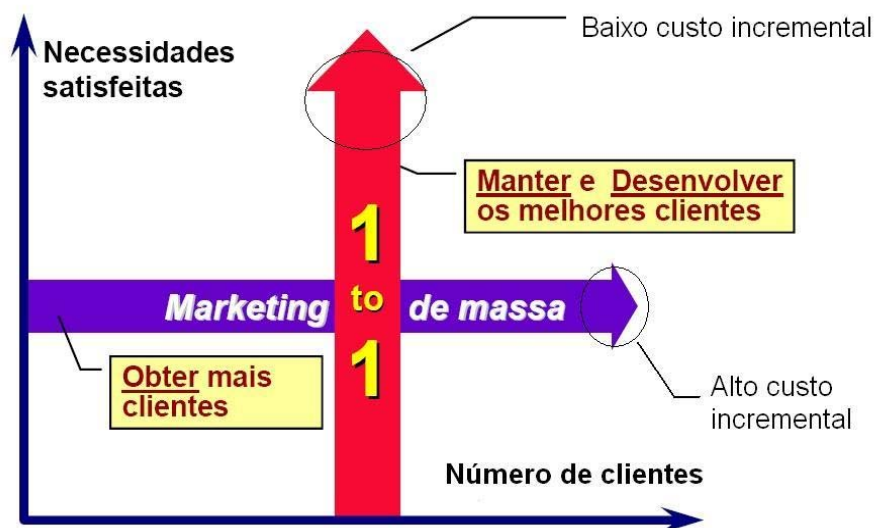 Baixo custo incremental
Necessidades
satisfeitas
Manter e Desenvolver
os melhores clientes
1
to
1
Marketing de massa
Obter mais
clientes
Alto custo
incremental
Número de clientes